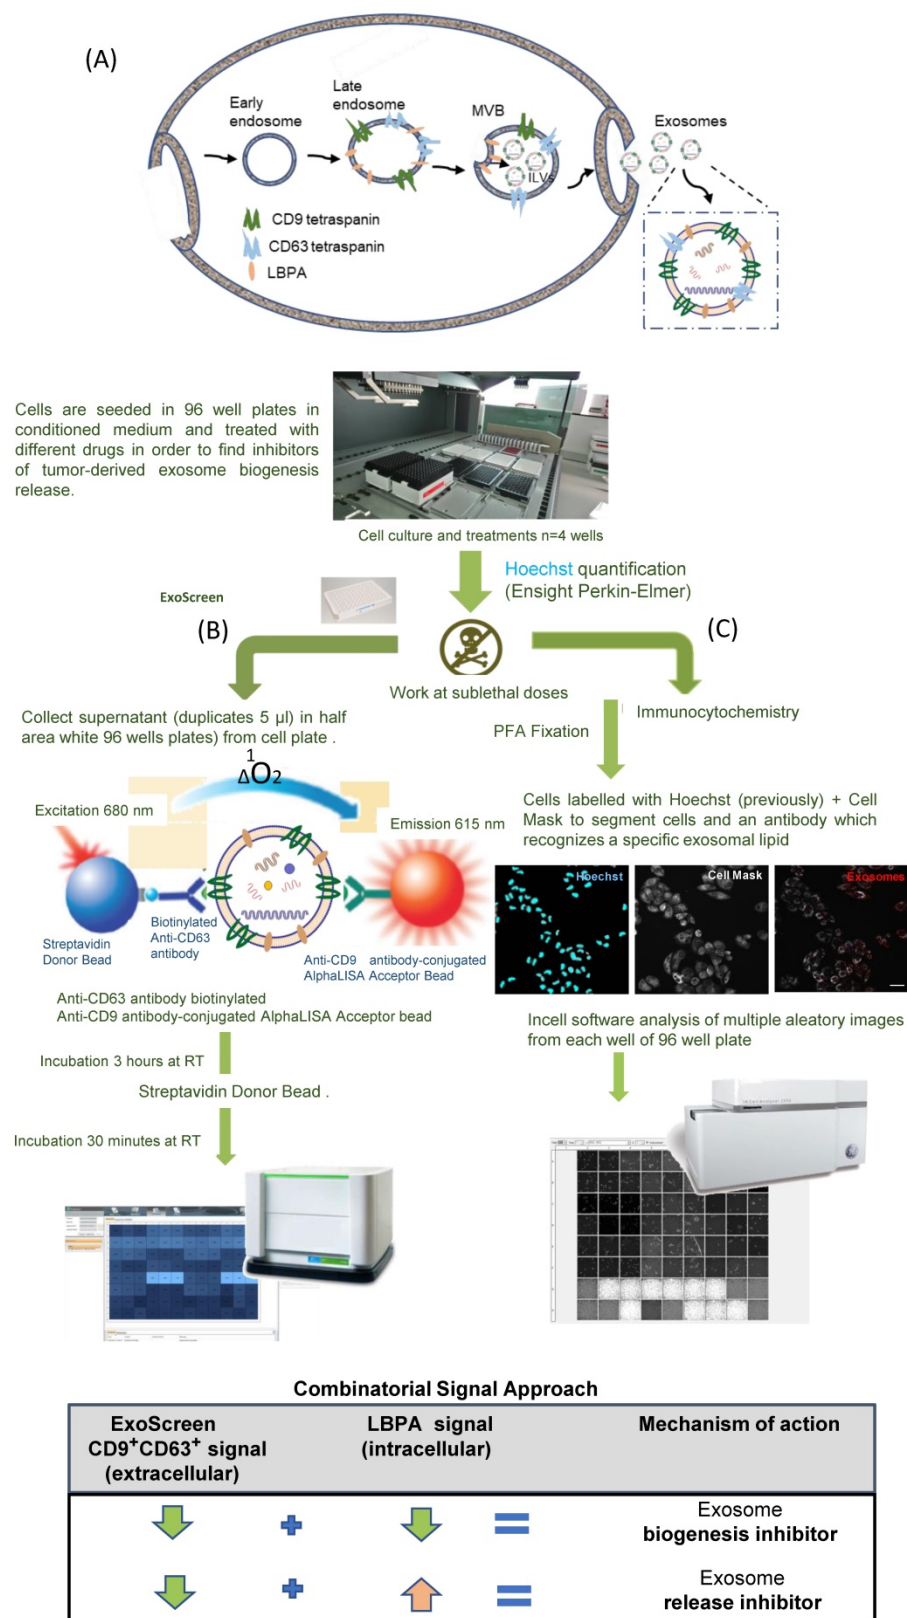 (A)
Early
endosome
Late
endosome
MVB
ILVs
Exosomes
CD9 tetraspanin
CD63 tetraspanin
LBPA
Cells are seeded in 96 well plates in
conditioned medium and treated with
different drugs in order to find inhibitors
of tumor-derived exosome biogenesis
release.
Cell culture and treatments n=4 wells
Hoechst quantification
(Ensight Perkin-Elmer)
ExoScreen
(B)
(C)
Work at sublethal doses
Collect supernatant (duplicates 5 µl) in half
area white 96 wells plates) from cell plate .
Immunocytochemistry
PFA Fixation
1
ΔO2
Excitation 680 nm
Emission 615 nm
Streptavidin
Donor Bead
Biotinylated
Anti-CD63
antibody
Anti-CD9 antibody-conjugated
AlphaLISA Acceptor Bead
Anti-CD63 antibody biotinylated
Anti-CD9 antibody-conjugated AlphaLISA Acceptor bead
Incubation 3 hours at RT
Streptavidin Donor Bead .
Incubation 30 minutes at RT
Cells labelled with Hoechst (previously) + Cell
Mask to segment cells and an antibody which
recognizes a specific exosomal lipid
Hoechst
Cell Mask
Exosomes
Incell software analysis of multiple aleatory images
from each well of 96 well plate
Combinatorial Signal Approach
ExoScreen
CD9+CD63+ signal
(extracellular)
LBPA signal
(intracellular)
Mechanism of action
Exosome
biogenesis inhibitor
Exosome
release inhibitor